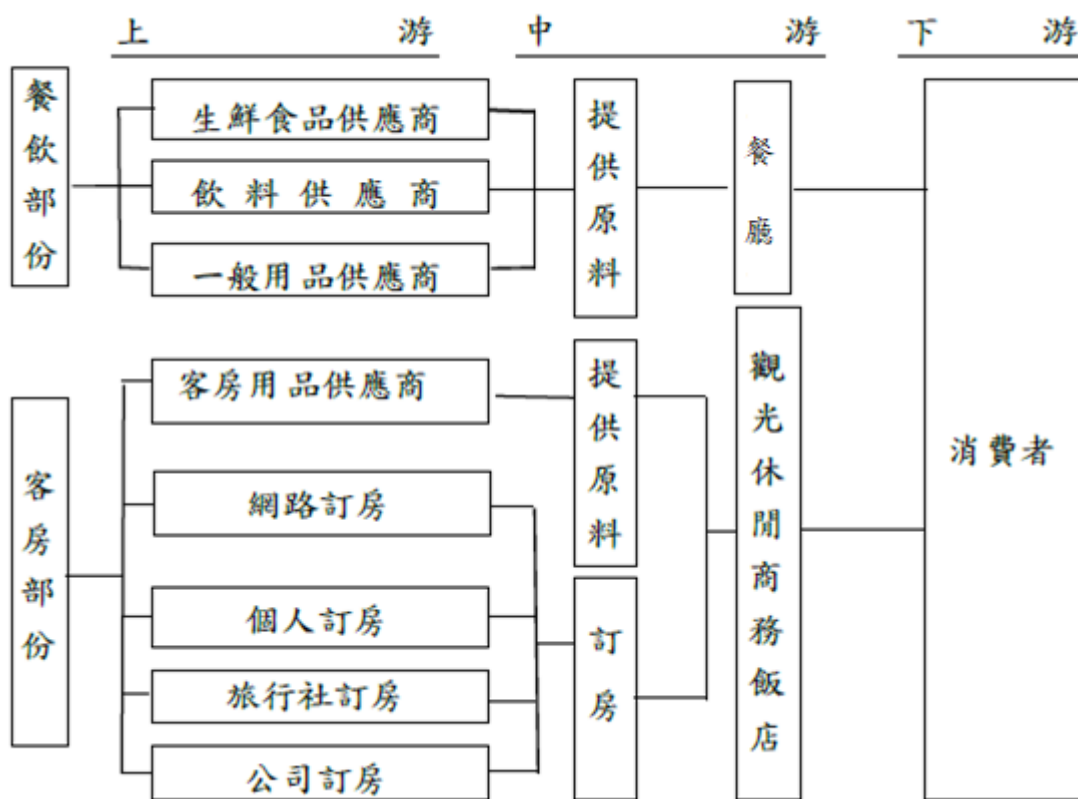 上游
中游
下游
餐飲部份
生鮮食品供應商
飲料供應商
一般用品供應商
提供原料
餐廳
客房部份
客房用品供應商
網路訂房
個人訂房
旅行社訂房
公司訂房
提供原料
訂房
觀光休閒商務飯店
消費者